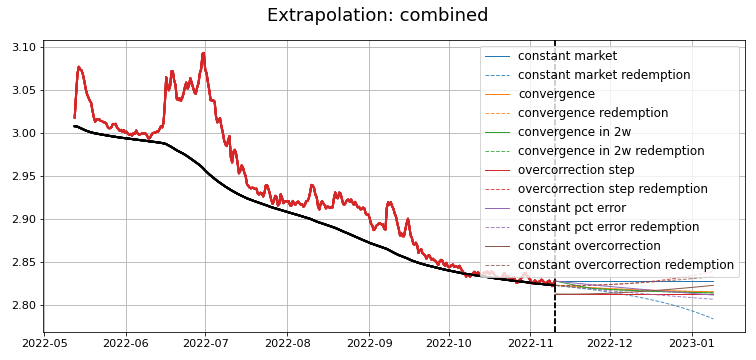 Extrapolation: combined
3.10
3.05
3.00
2.95
2.90
2.85
2.80
constant market
constant market redemption
convergence
convergence redemption
convergence in 2w
convergence in 2w redemption
overcorrection step
overcorrection step redemption
constant pct error
constant pct error redemption
constant overcorrection
constant overcorrection redemption
2022-05 2022-06 2022-07 2022-08 2022-09 2022-10 2022-11 2022-12 2023-01